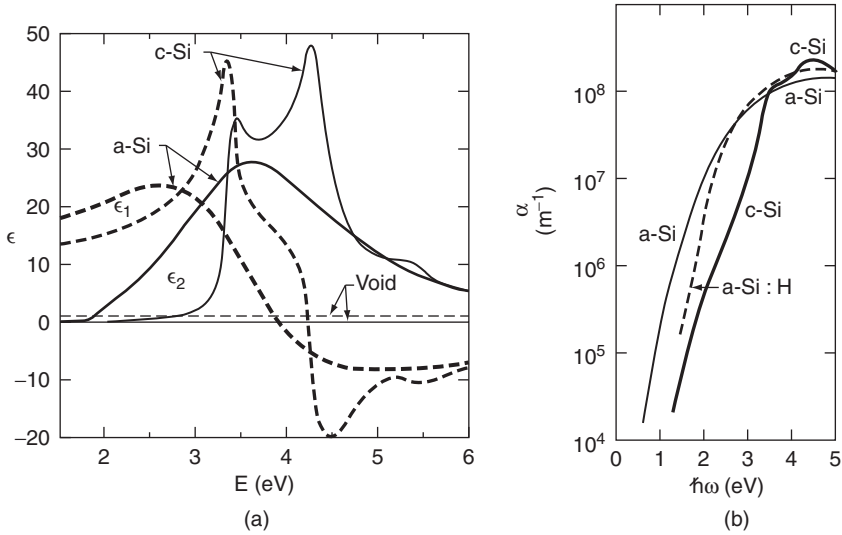 50
40
30
20
10
0
−10
−20
ϵ
c-Si
a-Si
ϵ1
ϵ2
Void
2
3
4
5
6
E (eV)
(a)
10⁸
10⁷
10⁶
10⁵
10⁴
α
(m⁻¹)
c-Si
a-Si
c-Si
a-Si
a-Si : H
0
1
2
3
4
5
ℏω (eV)
(b)